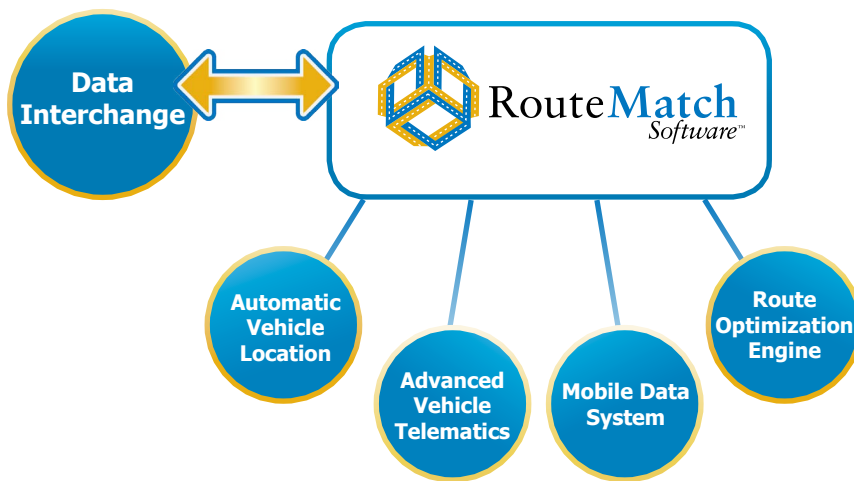 Data
Interchange
RouteMatch
Software™
Automatic
Vehicle
Location
Advanced
Vehicle
Telematics
Mobile Data
System
Route
Optimization
Engine